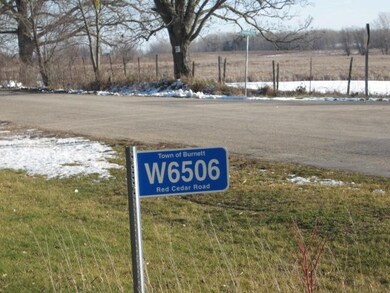 Town of Burnett
W6506
Red Cedar Road